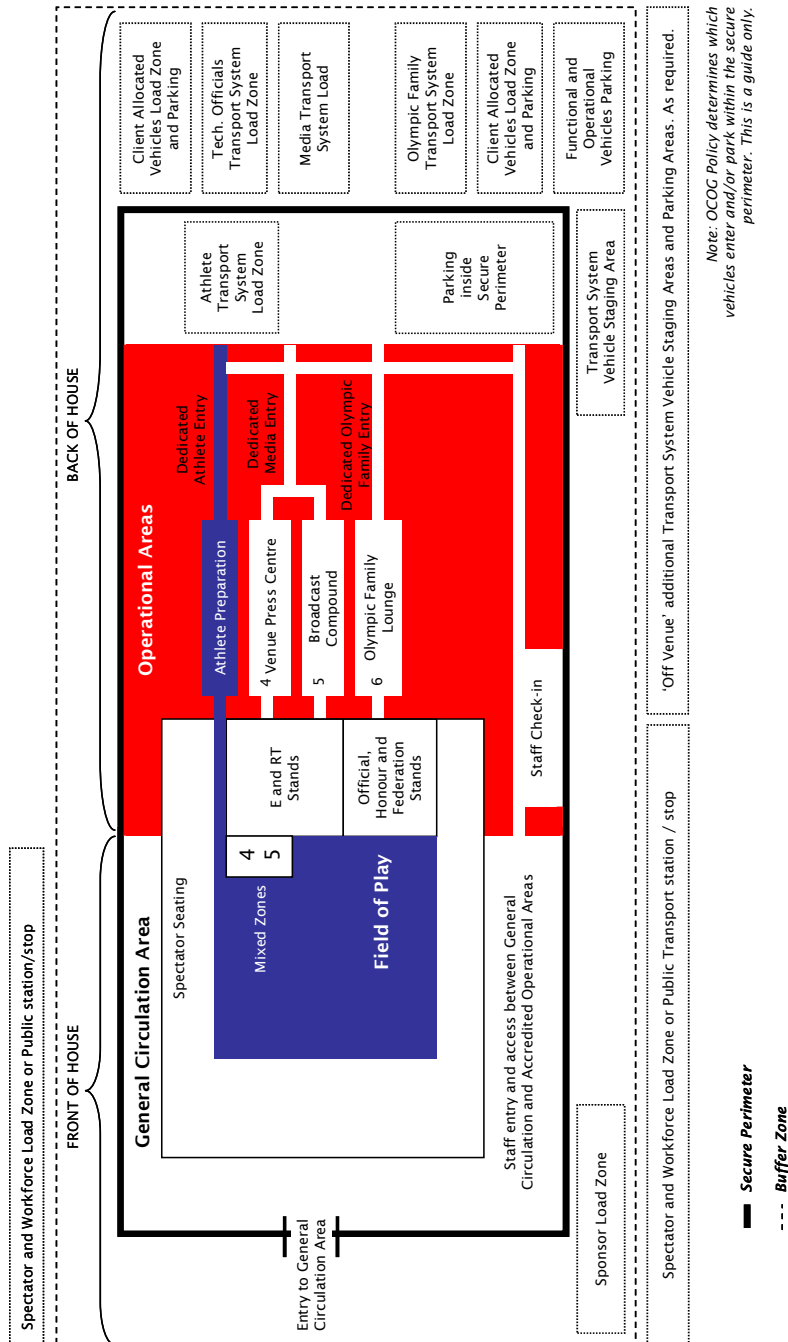 Spectator and Workforce Load Zone or Public station/stop
FRONT OF HOUSE
BACK OF HOUSE
General Circulation Area
Operational Areas
Spectator Seating
Mixed Zones
4
5
Field of Play
E and RT
Stands
Official,
Honour and
Federation
Stands
Athlete Preparation
4 Venue Press Centre
5
Broadcast
Compound
6
Olympic Family
Lounge
Dedicated
Athlete Entry
Dedicated
Media Entry
Dedicated Olympic
Family Entry
Staff Check-in
Staff entry and access between General
Circulation and Accredited Operational Areas
Entry to General
Circulation Area
Athlete
Transport
System
Load Zone
Parking
inside
Secure
Perimeter
Client Allocated
Vehicles Load Zone
and Parking
Tech. Officials
Transport System
Load Zone
Media Transport
System Load
Olympic Family
Transport System
Load Zone
Client Allocated
Vehicles Load Zone
and Parking
Functional and
Operational
Vehicles Parking
Sponsor Load Zone
Transport System
Vehicle Staging Area
Spectator and Workforce Load Zone or Public Transport station / stop
'Off Venue' additional Transport System Vehicle Staging Areas and Parking Areas. As required.
Note: OCOG Policy determines which
vehicles enter and/or park within the secure
perimeter. This is a guide only.
Secure Perimeter
Buffer Zone